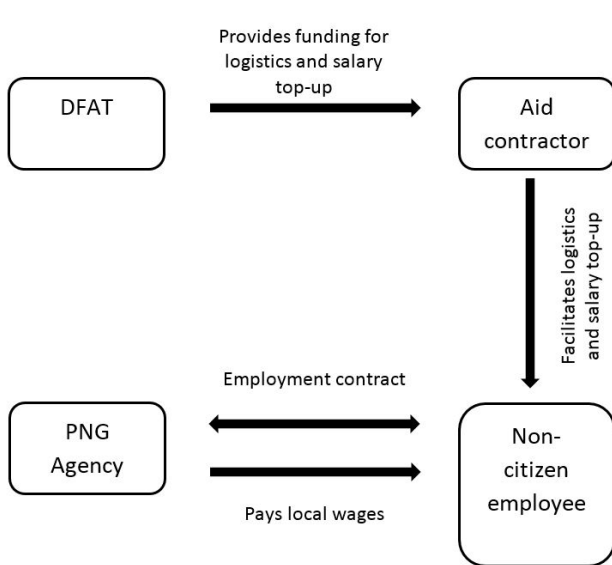 Provides funding for
logistics and salary
top-up
DFAT
Aid
contractor
Facilitates logistics
and salary top-up
Employment contract
PNG
Agency
Non-
citizen
employee
Pays local wages